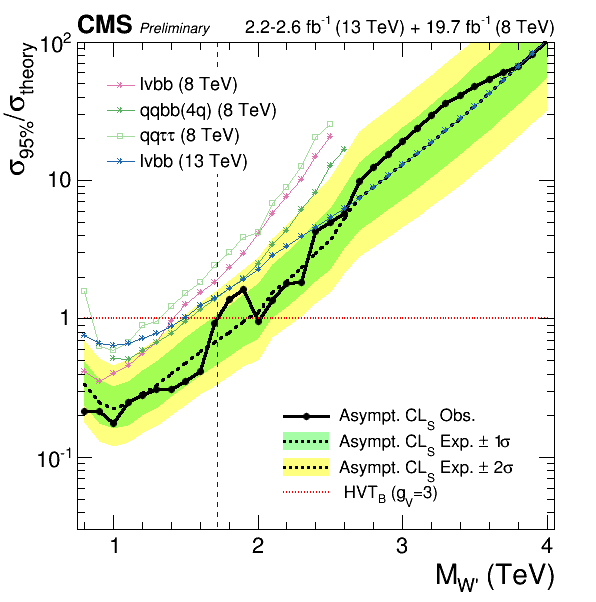 CMS Preliminary 2.2-2.6 fb⁻¹ (13 TeV) + 19.7 fb⁻¹ (8 TeV)
σ95%/σtheory
10²
10
1
10⁻¹
lvbb (8 TeV)
qqbb(4q) (8 TeV)
qqττ (8 TeV)
lvbb (13 TeV)
Asympt. CLS Obs.
Asympt. CLS Exp. ± 1σ
Asympt. CLS Exp. ± 2σ
HVTB (gV=3)
1 2 3 4
MW' (TeV)